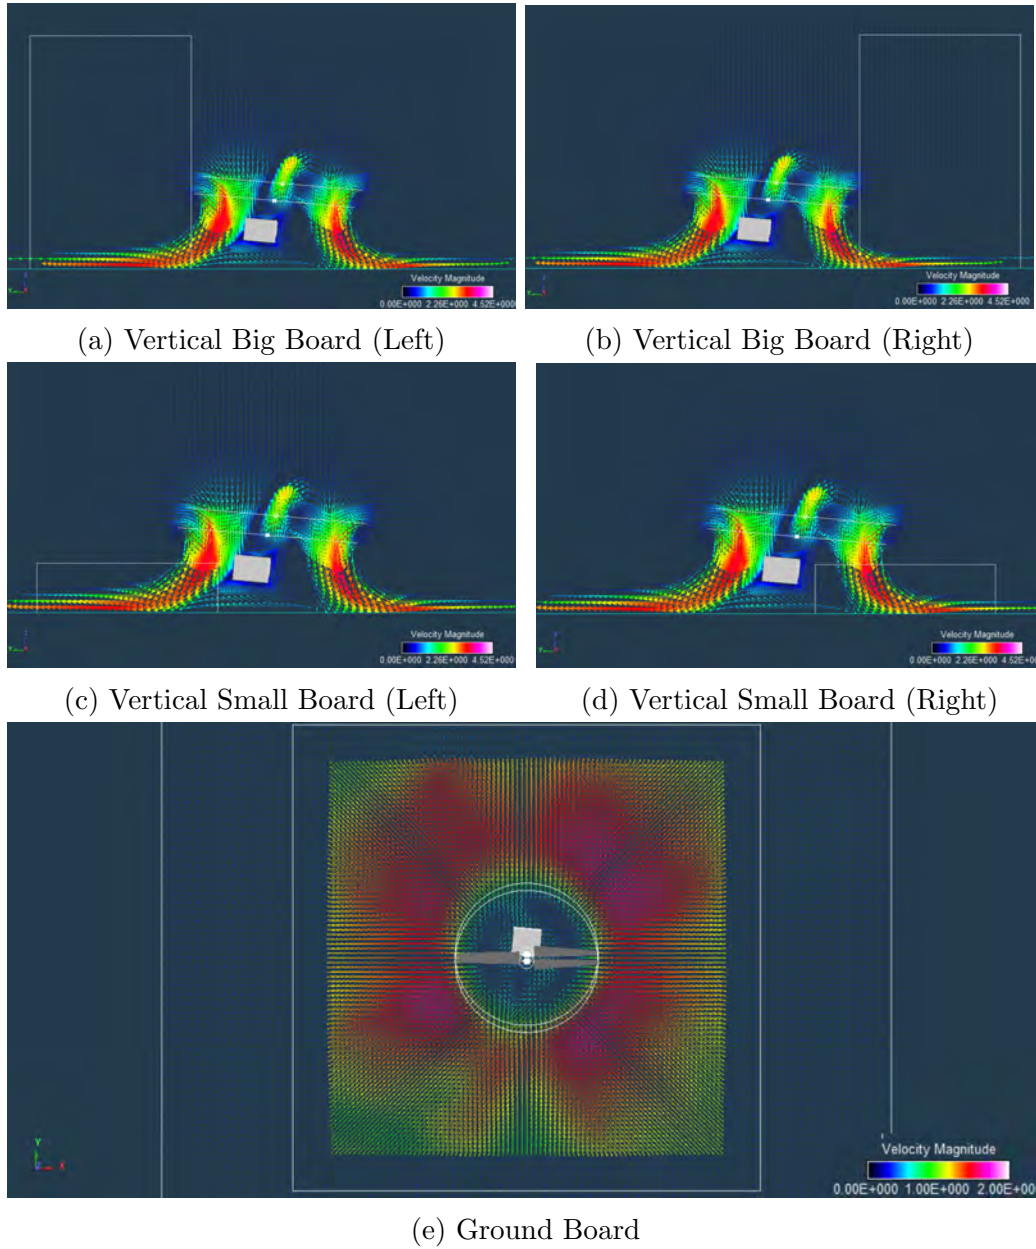 Velocity Magnitude
0.00E+000 2.26E+000 4.52E+000
Velocity Magnitude
0.00E+000 2.26E+000 4.52E+000
(a) Vertical Big Board (Left)
(b) Vertical Big Board (Right)
Velocity Magnitude
0.00E+000 2.26E+000 4.52E+000
Velocity Magnitude
0.00E+000 2.26E+000 4.52E+000
(c) Vertical Small Board (Left)
(d) Vertical Small Board (Right)
Y
Z X
Velocity Magnitude
0.00E+000 1.00E+000 2.00E+000
(e) Ground Board